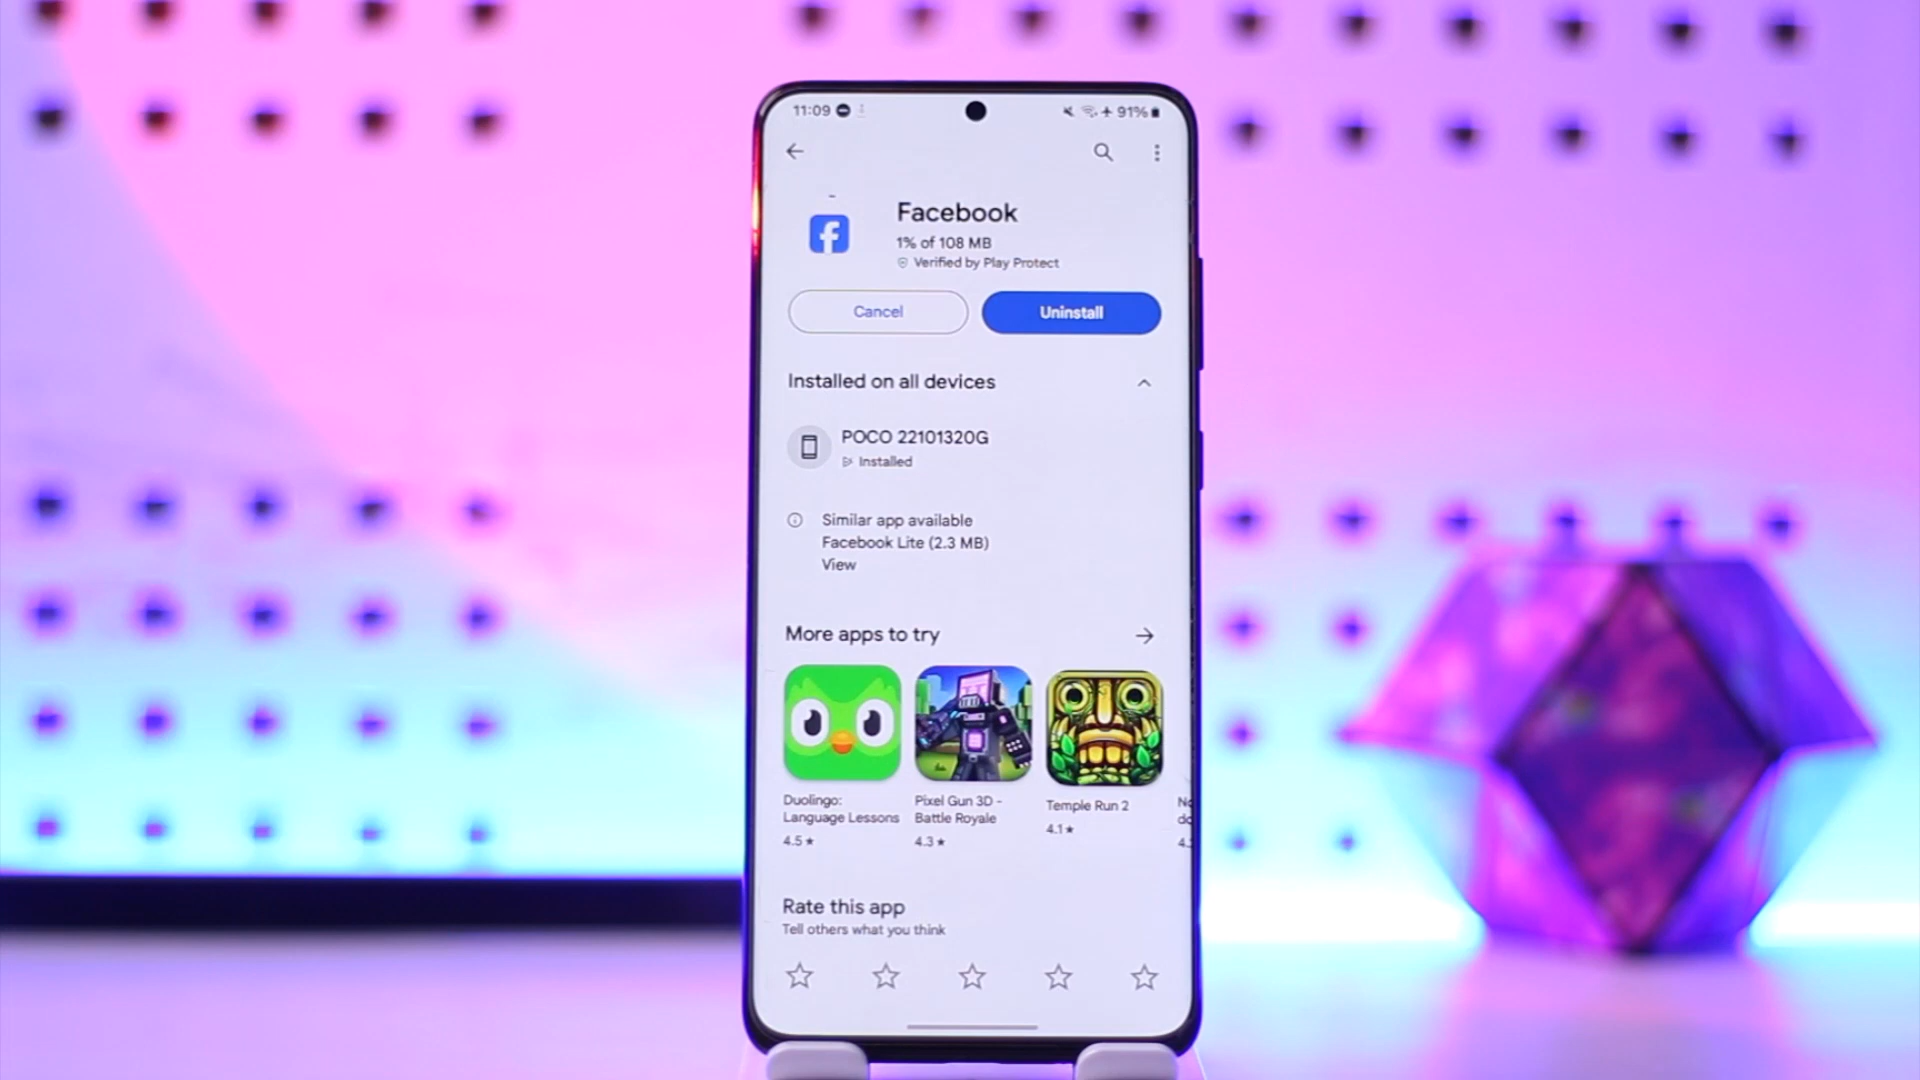 11:09
91%
Facebook
1% of 108 MB
Verified by Play Protect
Cancel
Uninstall
Installed on all devices
POCO 22101320G
Installed
Similar app available
Facebook Lite (2.3 MB)
View
More apps to try
Duolingo:
Language Lessons
4.5★
Pixel Gun 3D -
Battle Royale
4.3★
Temple Run 2
4.1★
Rate this app
Tell others what you think